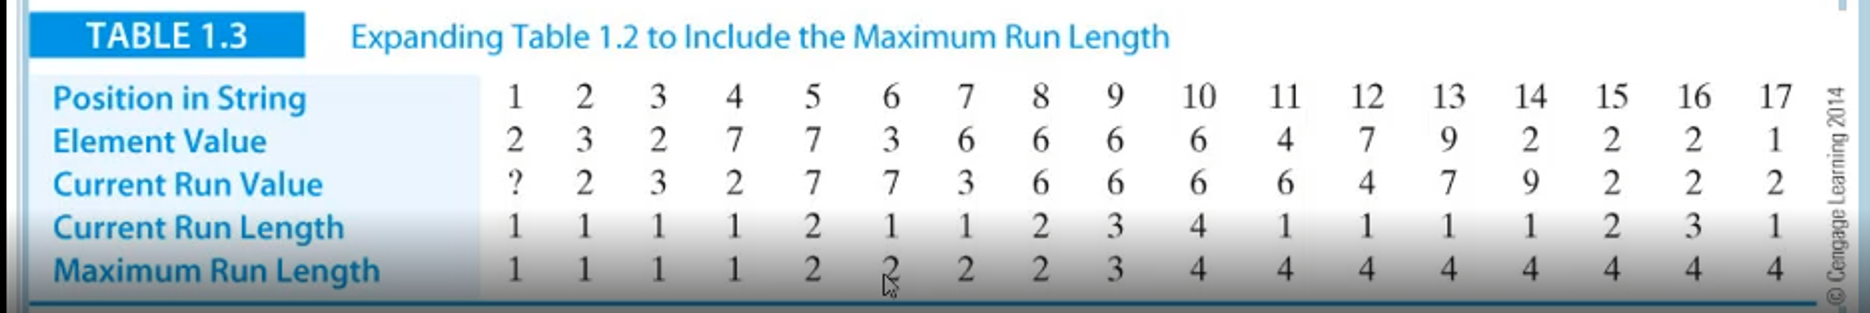 TABLE 1.3 Expanding Table 1.2 to Include the Maximum Run Length
Position in String 1 2 3 4 5 6 7 8 9 10 11 12 13 14 15 16 17
Element Value 2 3 2 7 7 3 6 6 6 6 4 7 9 2 2 2 1
Current Run Value ? 2 3 2 7 7 3 6 6 6 6 4 7 9 2 2 2
Current Run Length 1 1 1 1 2 1 1 2 3 4 1 1 1 1 2 3 1
Maximum Run Length 1 1 1 1 2 2 2 2 3 4 4 4 4 4 4 4 4
© Cengage Learning 2014